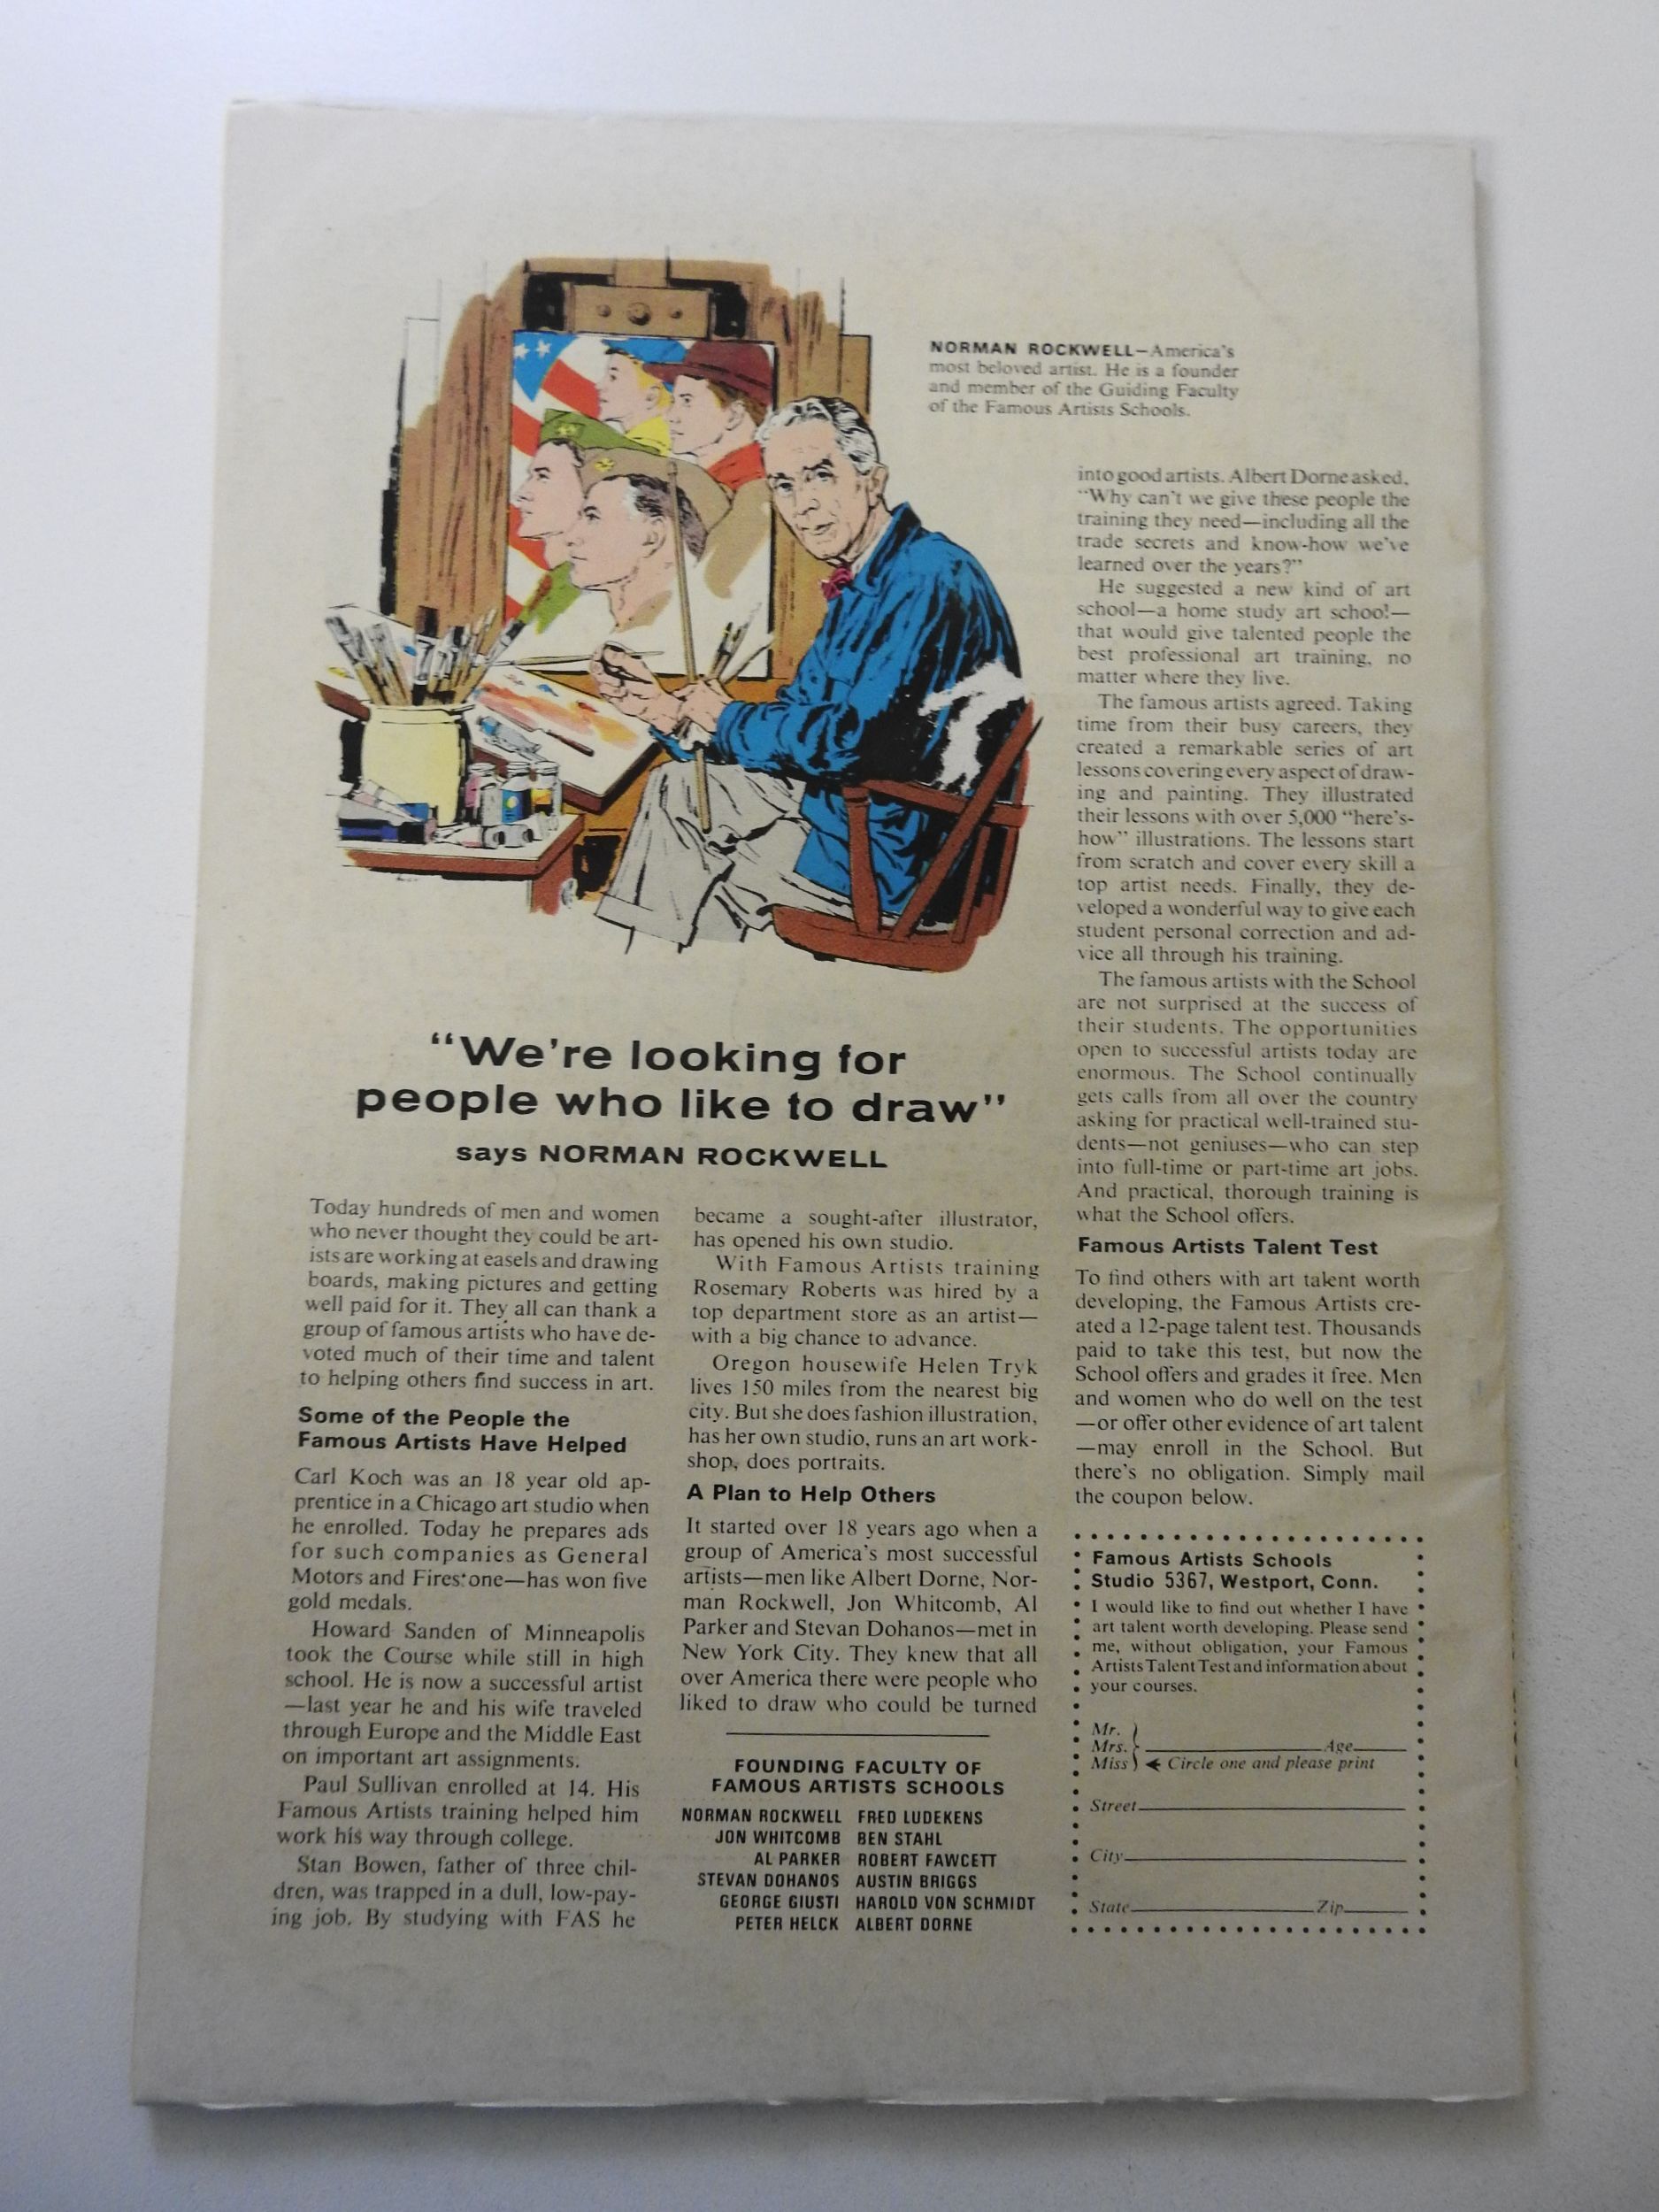 NORMAN ROCKWELL—America's
most beloved artist. He is a founder
and member of the Guiding Faculty
of the Famous Artists Schools.
"We're looking for
people who like to draw"
says NORMAN ROCKWELL
Today hundreds of men and women
who never thought they could be art-
ists are working at easels and drawing
boards, making pictures and getting
well paid for it. They all can thank a
group of famous artists who have de-
voted much of their time and talent
to helping others find success in art.
Some of the People the
Famous Artists Have Helped
Carl Koch was an 18 year old ap-
prentice in a Chicago art studio when
he enrolled. Today he prepares ads
for such companies as General
Motors and Firestone—has won five
gold medals.
Howard Sanden of Minneapolis
took the Course while still in high
school. He is now a successful artist
—last year he and his wife traveled
through Europe and the Middle East
on important art assignments.
Paul Sullivan enrolled at 14. His
Famous Artists training helped him
work his way through college.
Stan Bowen, father of three chil-
dren, was trapped in a dull, low-pay-
ing job. By studying with FAS he
became a sought-after illustrator,
has opened his own studio.
With Famous Artists training
Rosemary Roberts was hired by a
top department store as an artist—
with a big chance to advance.
Oregon housewife Helen Tryk
lives 150 miles from the nearest big
city. But she does fashion illustration,
has her own studio, runs an art work-
shop, does portraits.
A Plan to Help Others
It started over 18 years ago when a
group of America's most successful
artists—men like Albert Dorne, Nor-
man Rockwell, Jon Whitcomb, Al
Parker and Stevan Dohanos—met in
New York City. They knew that all
over America there were people who
liked to draw who could be turned
into good artists. Albert Dorne asked,
"Why can't we give these people the
training they need—including all the
trade secrets and know-how we've
learned over the years?"
He suggested a new kind of art
school—a home study art school—
that would give talented people the
best professional art training, no
matter where they live.
The famous artists agreed. Taking
time from their busy careers, they
created a remarkable series of art
lessons covering every aspect of draw-
ing and painting. They illustrated
their lessons with over 5,000 "here's-
how" illustrations. The lessons start
from scratch and cover every skill a
top artist needs. Finally, they de-
veloped a wonderful way to give each
student personal correction and ad-
vice all through his training.
The famous artists with the School
are not surprised at the success of
their students. The opportunities
open to successful artists today are
enormous. The School continually
gets calls from all over the country
asking for practical well-trained stu-
dents—not geniuses—who can step
into full-time or part-time art jobs.
And practical, thorough training is
what the School offers.
Famous Artists Talent Test
To find others with art talent worth
developing, the Famous Artists cre-
ated a 12-page talent test. Thousands
paid to take this test, but now the
School offers and grades it free. Men
and women who do well on the test
—or offer other evidence of art talent
—may enroll in the School. But
there's no obligation. Simply mail
the coupon below.
FOUNDING FACULTY OF
FAMOUS ARTISTS SCHOOLS
NORMAN ROCKWELL FRED LUDEKENS
JON WHITCOMB BEN STAHL
AL PARKER ROBERT FAWCETT
STEVAN DOHANOS AUSTIN BRIGGS
GEORGE GIUSTI HAROLD VON SCHMIDT
PETER HELCK ALBERT DORNE
Famous Artists Schools
Studio 5367, Westport, Conn.
I would like to find out whether I have
art talent worth developing. Please send
me, without obligation, your Famous
Artists Talent Test and information about
your courses.
Mr.
Mrs. Age
Miss ← Circle one and please print
Street
City
State Zip